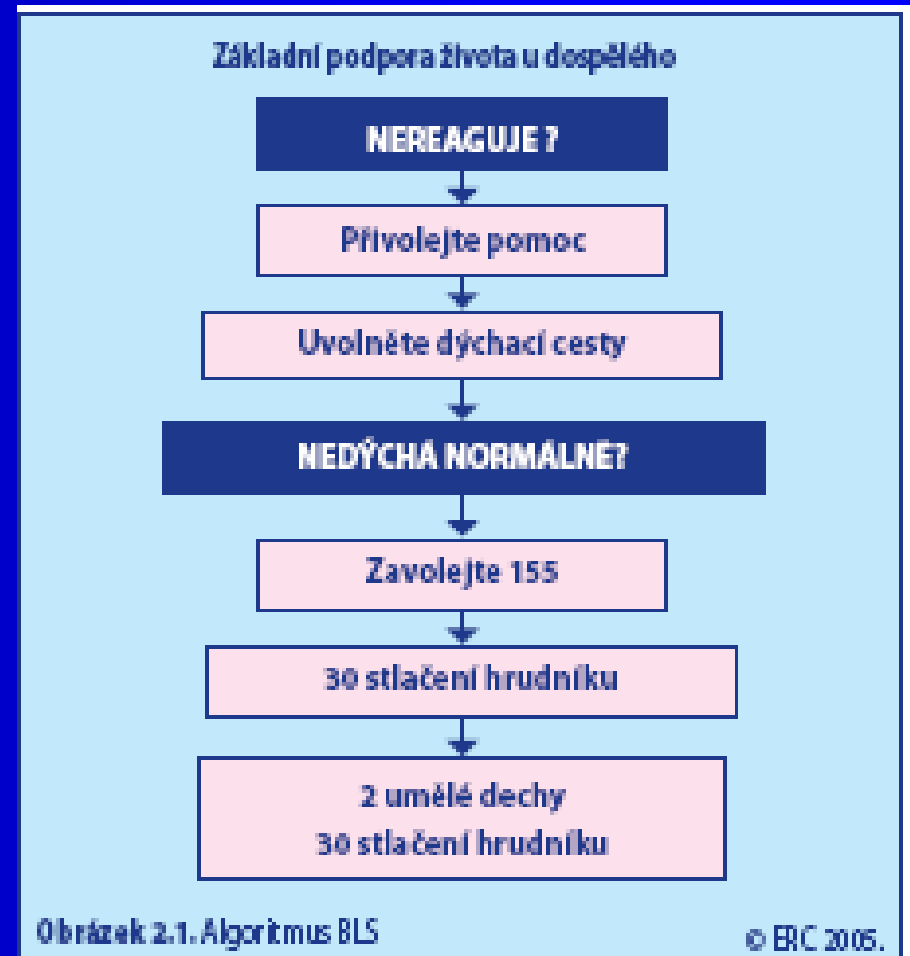 Základní podpora života u dospělého
NEREAGUJE ?
Přivolejte pomoc
Uvolněte dýchací cesty
NEDÝCHÁ NORMÁLNĚ?
Zavolejte 155
30 stlačení hrudníku
2 umělé dechy
30 stlačení hrudníku
Obrázek 2.1. Algoritmus BLS
© ERC 2005.